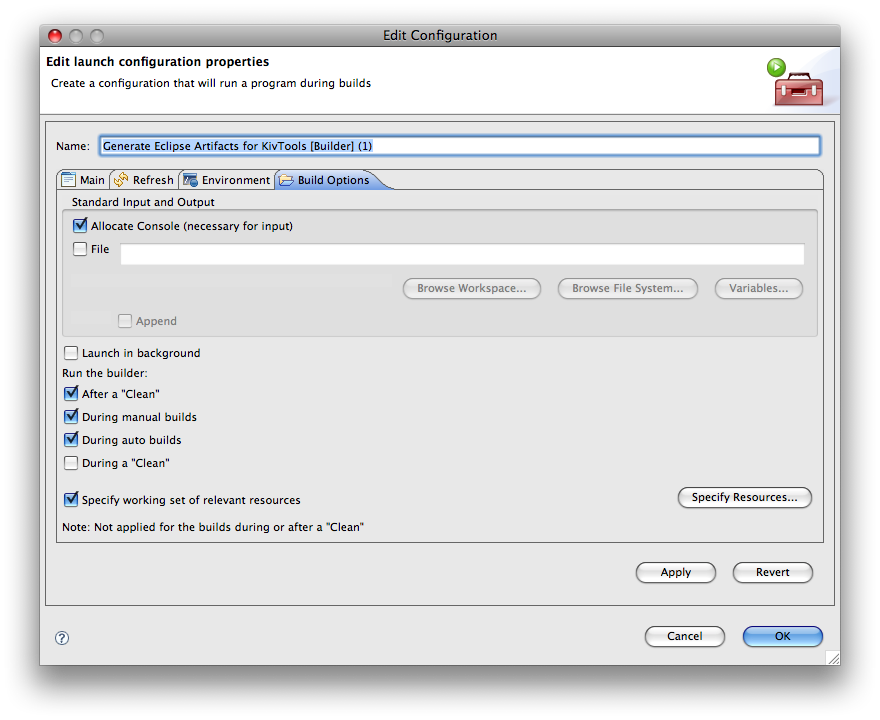 Edit Configuration
Edit launch configuration properties
Create a configuration that will run a program during builds
Name: Generate Eclipse Artifacts for KivTools [Builder] (1)
Main Refresh Environment Build Options
Standard Input and Output
Allocate Console (necessary for input)
File
Browse Workspace... Browse File System... Variables...
Append
Launch in background
Run the builder:
After a "Clean"
During manual builds
During auto builds
During a "Clean"
Specify working set of relevant resources Specify Resources...
Note: Not applied for the builds during or after a "Clean"
Apply Revert
? Cancel OK